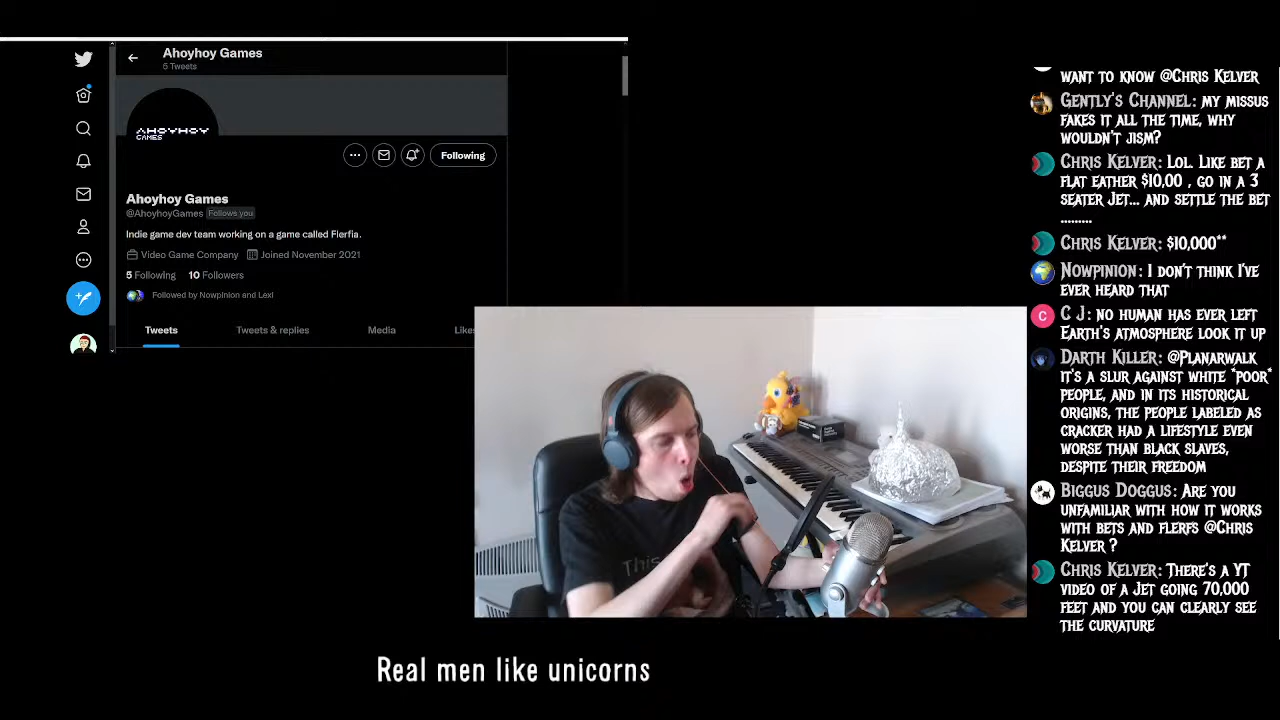 Ahoyhoy Games
5 Tweets
AHOYHOY
GAMES
Following
Ahoyhoy Games
@AhoyhoyGames Follows you
Indie game dev team working on a game called Flerfia.
Video Game Company Joined November 2021
5 Following 10 Followers
Followed by Nowpinion and Lexi
Tweets Tweets & replies Media Likes
This
Real men like unicorns
WANT TO KNOW @CHRIS KELVER
GENTLY'S CHANNEL: MY MISSUS
FAKES IT ALL THE TIME, WHY
WOULDN'T JISM?
CHRIS KELVER: LOL. LIKE BET A
FLAT EATHER $10,00 , GO IN A 3
SEATER JET... AND SETTLE THE BET
.........
CHRIS KELVER: $10,000**
NOWPINION: I DON'T THINK I'VE
EVER HEARD THAT
C
C J: NO HUMAN HAS EVER LEFT
EARTH'S ATMOSPHERE LOOK IT UP
DARTH KILLER: @PLANARWALK
IT'S A SLUR AGAINST WHITE *POOR*
PEOPLE, AND IN ITS HISTORICAL
ORIGINS, THE PEOPLE LABELED AS
CRACKER HAD A LIFESTYLE EVEN
WORSE THAN BLACK SLAVES,
DESPITE THEIR FREEDOM
BIGGUS DOGGUS: ARE YOU
UNFAMILIAR WITH HOW IT WORKS
WITH BETS AND FLERFS @CHRIS
KELVER ?
CHRIS KELVER: THERE'S A YT
VIDEO OF A JET GOING 70,000
FEET AND YOU CAN CLEARLY SEE
THE CURVATURE